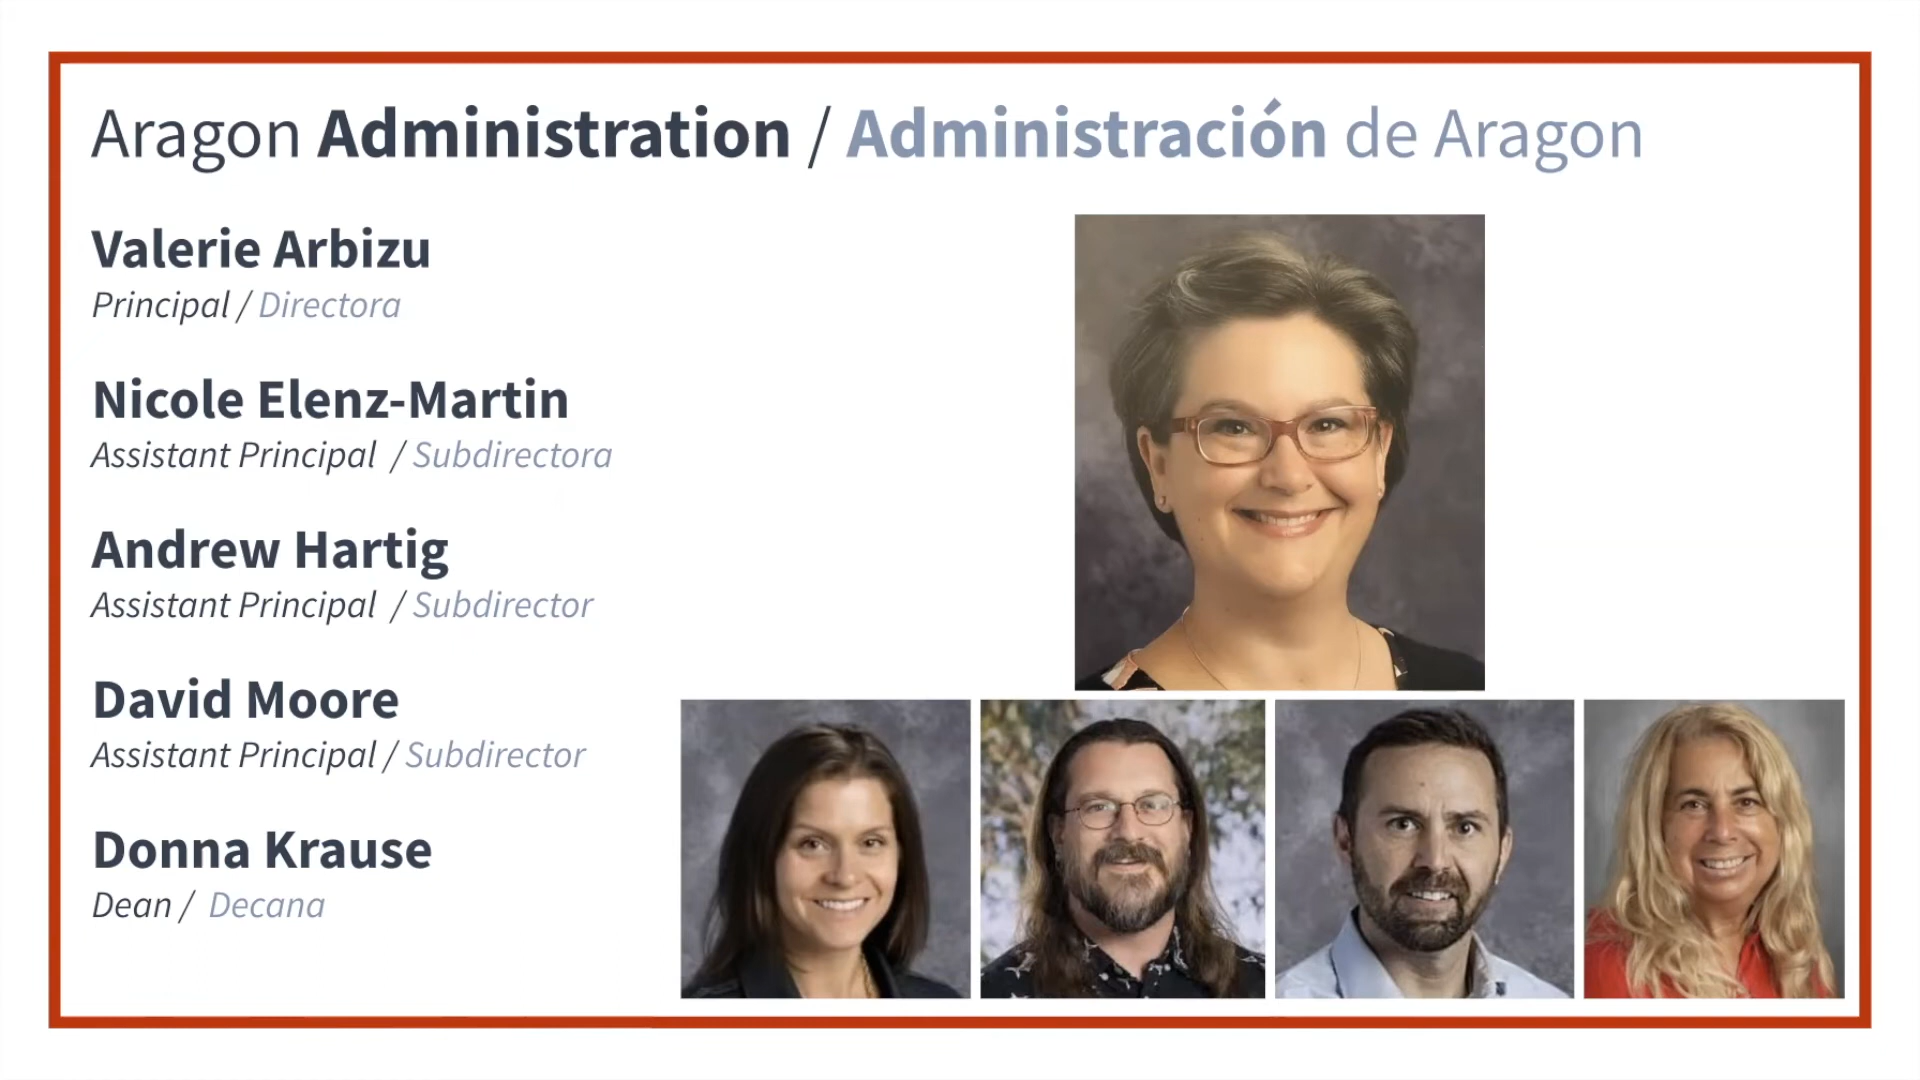 Aragon Administration / Administración de Aragon
Valerie Arbizu
Principal / Directora
Nicole Elenz-Martin
Assistant Principal / Subdirectora
Andrew Hartig
Assistant Principal / Subdirector
David Moore
Assistant Principal / Subdirector
Donna Krause
Dean / Decana